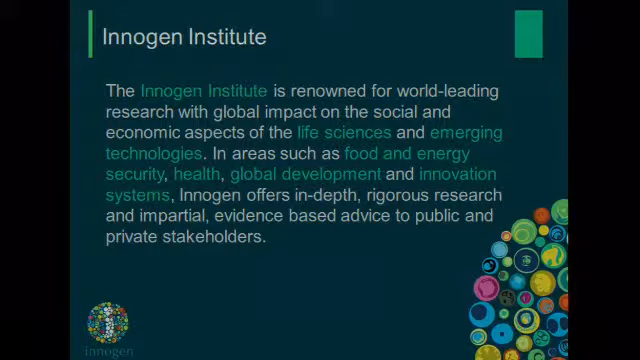 Innogen Institute
The Innogen Institute is renowned for world-leading
research with global impact on the social and
economic aspects of the life sciences and emerging
technologies. In areas such as food and energy
security, health, global development and innovation
systems, Innogen offers in-depth, rigorous research
and impartial, evidence based advice to public and
private stakeholders.
innogen